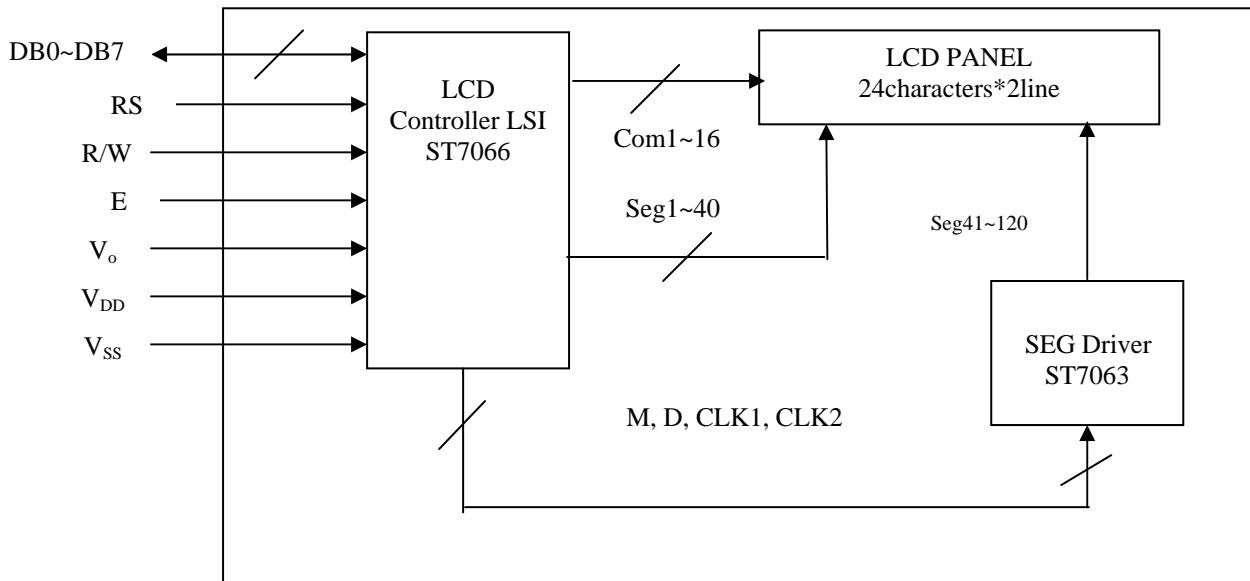 DB0~DB7
RS
R/W
E
Vo
VDD
VSS
LCD
Controller LSI
ST7066
Com1~16
Seg1~40
LCD PANEL
24characters*2line
Seg41~120
SEG Driver
ST7063
M, D, CLK1, CLK2